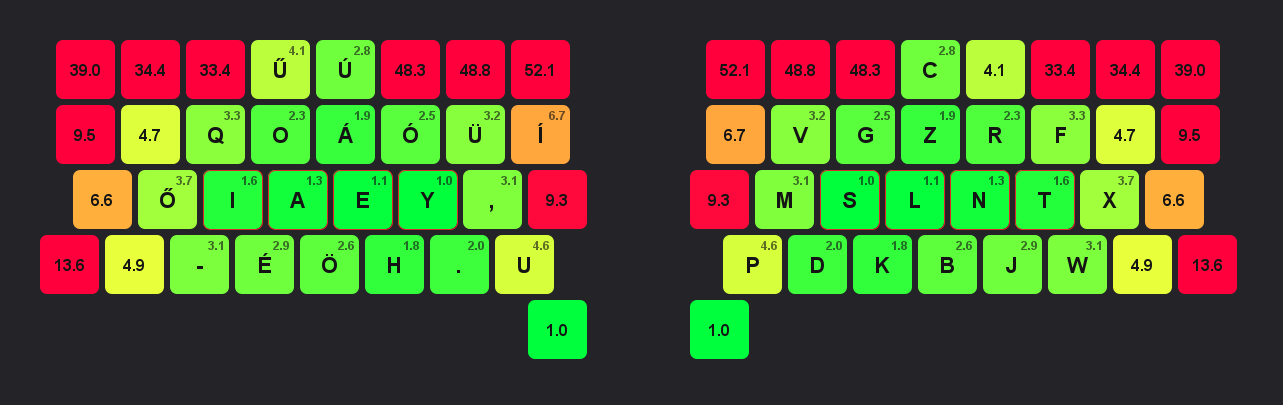 39.0 34.4 33.4 Ű 4.1 Ú 2.8 48.3 48.8 52.1 52.1 48.8 48.3 C 2.8 4.1 33.4 34.4 39.0
9.5 4.7 Q 3.3 O 2.3 Á 1.9 Ó 2.5 Ü 3.2 Í 6.7 6.7 V 3.2 G 2.5 Z 1.9 R 2.3 F 3.3 4.7 9.5
6.6 Ő 3.7 I 1.6 A 1.3 E 1.1 Y 1.0 , 3.1 9.3 9.3 M 3.1 S 1.0 L 1.1 N 1.3 T 1.6 X 3.7 6.6
13.6 4.9 - 3.1 É 2.9 Ö 2.6 H 1.8 . 2.0 U 4.6 P 4.6 D 2.0 K 1.8 B 2.6 J 2.9 W 3.1 4.9 13.6
1.0 1.0